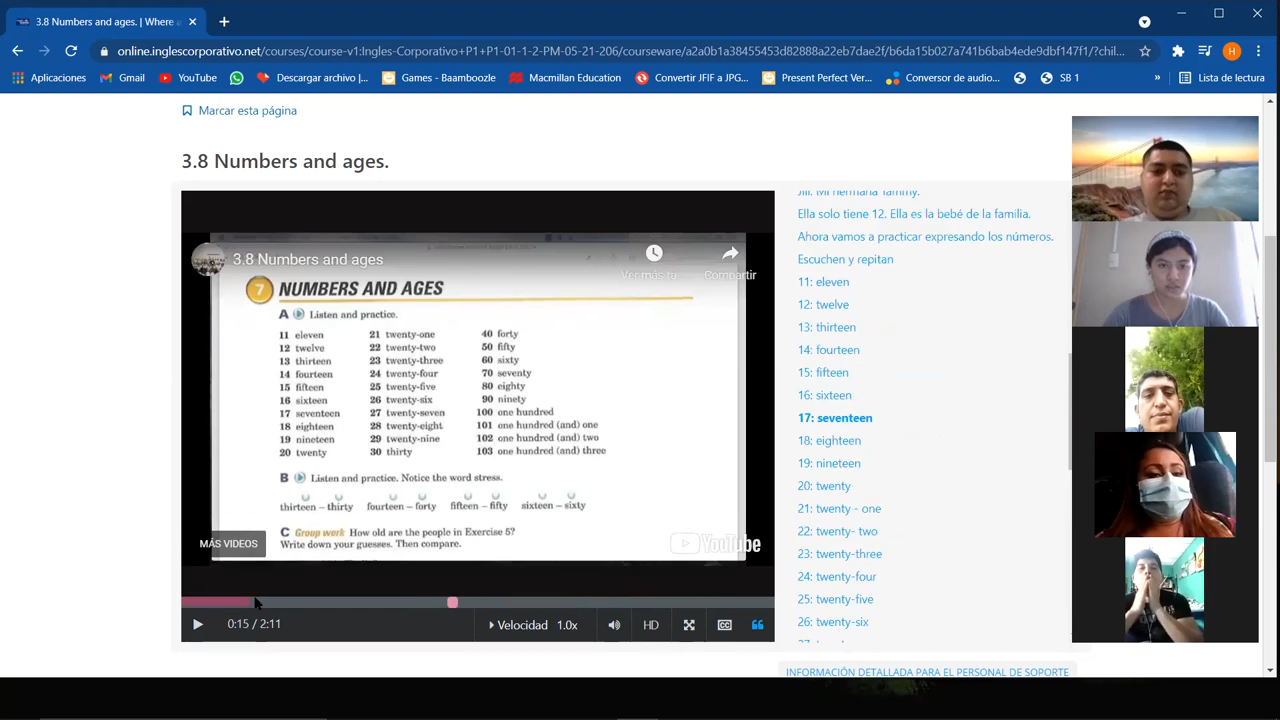 3.8 Numbers and ages. | Where a
online.inglescorporativo.net/courses/course-v1:Ingles-Corporativo+P1+P1-01-1-2-PM-05-21-206/courseware/a2a0b1a38455453d82888a22eb7dae2f/b6da15b027a741b6bab4ede9dbf147f1/?chil...
H
Aplicaciones
Gmail
YouTube
Descargar archivo |...
Games - Baamboozle
Macmillan Education
Convertir JFIF a JPG...
Present Perfect Ver...
Conversor de audio...
SB 1
»
Lista de lectura
Marcar esta página
3.8 Numbers and ages.
3.8 Numbers and ages
Ver más ta...
Compartir
7 NUMBERS AND AGES
A Listen and practice.
11 eleven 21 twenty-one 40 forty
12 twelve 22 twenty-two 50 fifty
13 thirteen 23 twenty-three 60 sixty
14 fourteen 24 twenty-four 70 seventy
15 fifteen 25 twenty-five 80 eighty
16 sixteen 26 twenty-six 90 ninety
17 seventeen 27 twenty-seven 100 one hundred
18 eighteen 28 twenty-eight 101 one hundred (and) one
19 nineteen 29 twenty-nine 102 one hundred (and) two
20 twenty 30 thirty 103 one hundred (and) three
B Listen and practice. Notice the word stress.
thirteen – thirty fourteen – forty fifteen – fifty sixteen – sixty
C Group work How old are the people in Exercise 5?
Write down your guesses. Then compare.
MÁS VIDEOS
YouTube
0:15 / 2:11
Velocidad 1.0x
HD
CC
Jill: Mi hermana Tammy.
Ella solo tiene 12. Ella es la bebé de la familia.
Ahora vamos a practicar expresando los números.
Escuchen y repitan
11: eleven
12: twelve
13: thirteen
14: fourteen
15: fifteen
16: sixteen
17: seventeen
18: eighteen
19: nineteen
20: twenty
21: twenty - one
22: twenty- two
23: twenty-three
24: twenty-four
25: twenty-five
26: twenty-six
INFORMACIÓN DETALLADA PARA EL PERSONAL DE SOPORTE